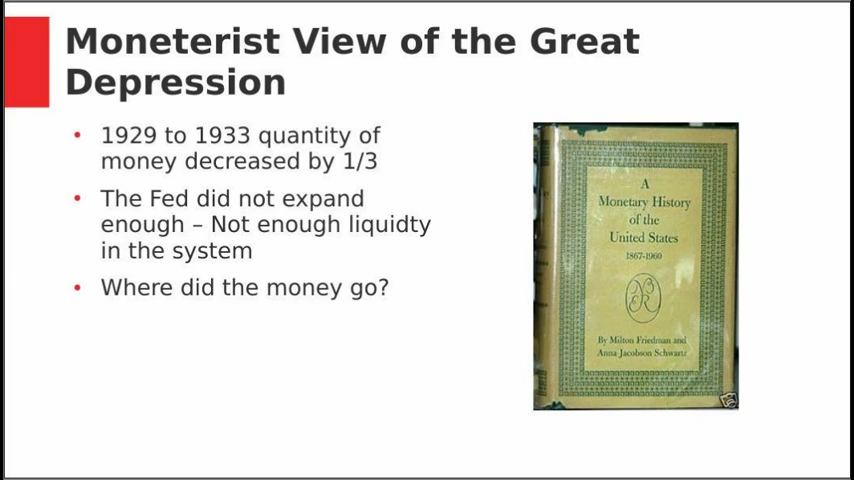 Moneterist View of the Great
Depression
• 1929 to 1933 quantity of
money decreased by 1/3
• The Fed did not expand
enough – Not enough liquidty
in the system
• Where did the money go?
A
Monetary History
of the
United States
1867-1960
By Milton Friedman and
Anna Jacobson Schwartz